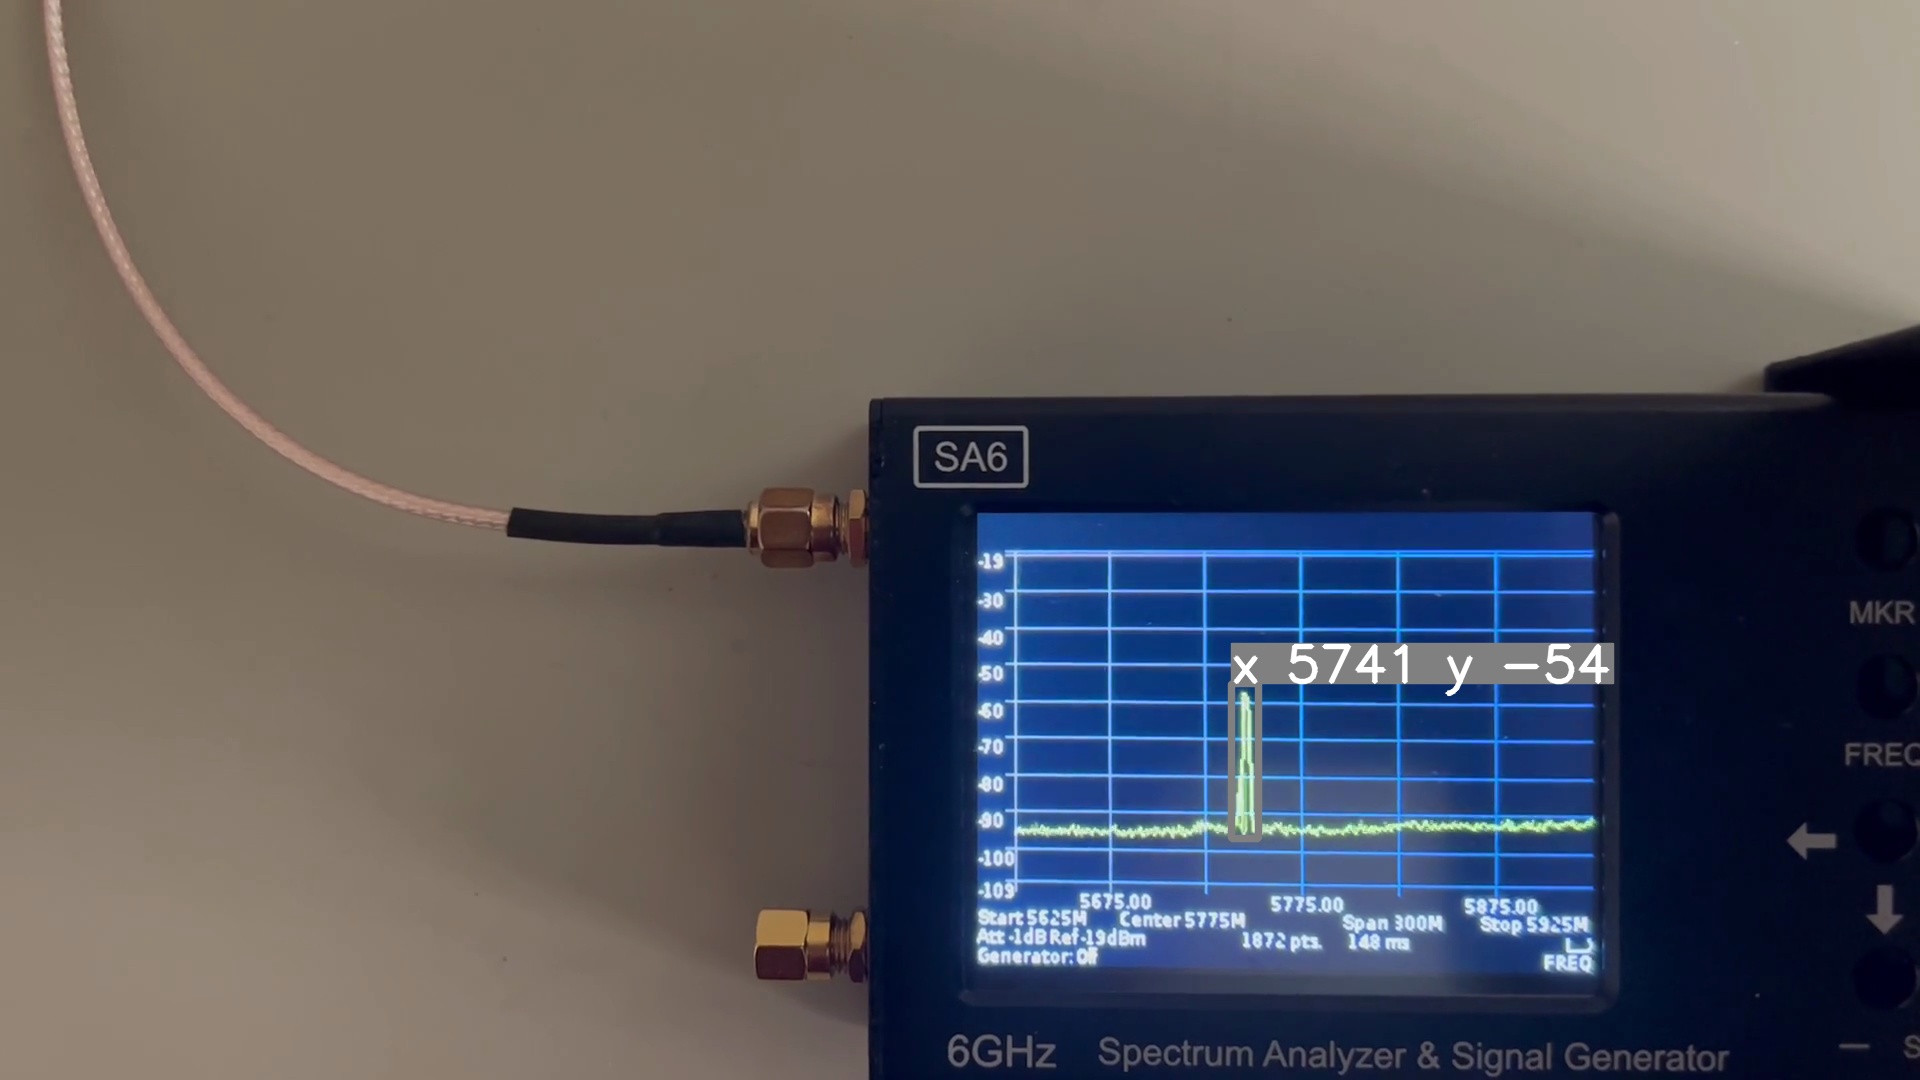 SA6
-19
-30
-40
-50
-60
-70
-80
-90
-100
-109
x 5741 y -54
5675.00 5775.00 5875.00
Start 5625M Center 5775M Span 300M Stop 5925M
Att -1dB Ref -19dBm 1872 pts. 148 ms
Generator: Off FREQ
MKR
FREQ
6GHz Spectrum Analyzer & Signal Generator